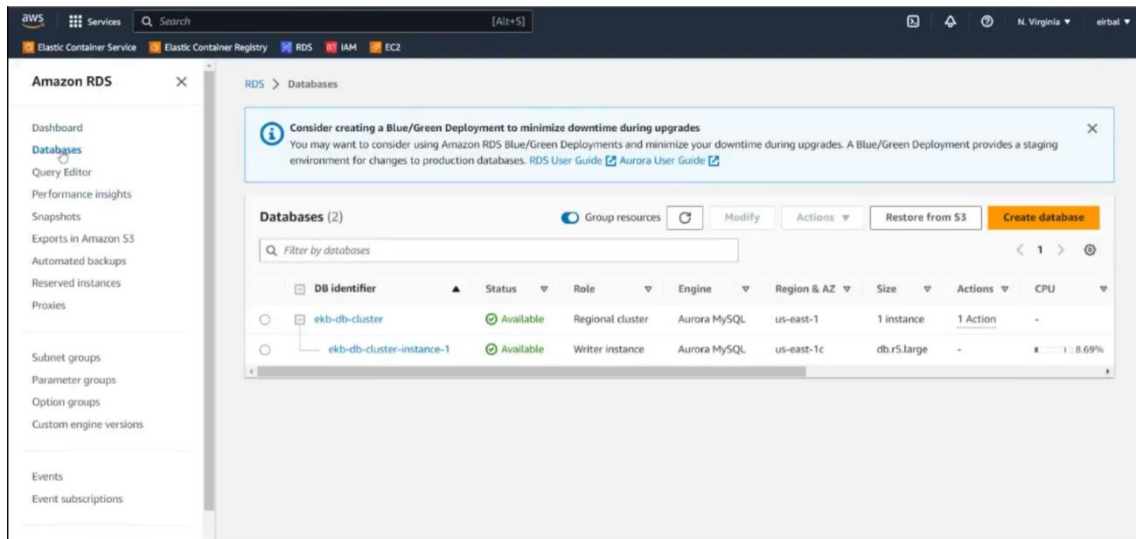 aws Services Search [Alt+S] N. Virginia eirbal
Elastic Container Service Elastic Container Registry RDS IAM EC2
Amazon RDS
Dashboard
Databases
Query Editor
Performance insights
Snapshots
Exports in Amazon S3
Automated backups
Reserved instances
Proxies
Subnet groups
Parameter groups
Option groups
Custom engine versions
Events
Event subscriptions
RDS > Databases
Consider creating a Blue/Green Deployment to minimize downtime during upgrades
You may want to consider using Amazon RDS Blue/Green Deployments and minimize your downtime during upgrades. A Blue/Green Deployment provides a staging
environment for changes to production databases. RDS User Guide Aurora User Guide
Databases (2) Group resources Modify Actions Restore from S3 Create database
Filter by databases 1
DB identifier Status Role Engine Region & AZ Size Actions CPU
ekb-db-cluster Available Regional cluster Aurora MySQL us-east-1 1 instance 1 Action -
ekb-db-cluster-instance-1 Available Writer instance Aurora MySQL us-east-1c db.r5.large - 8.69%